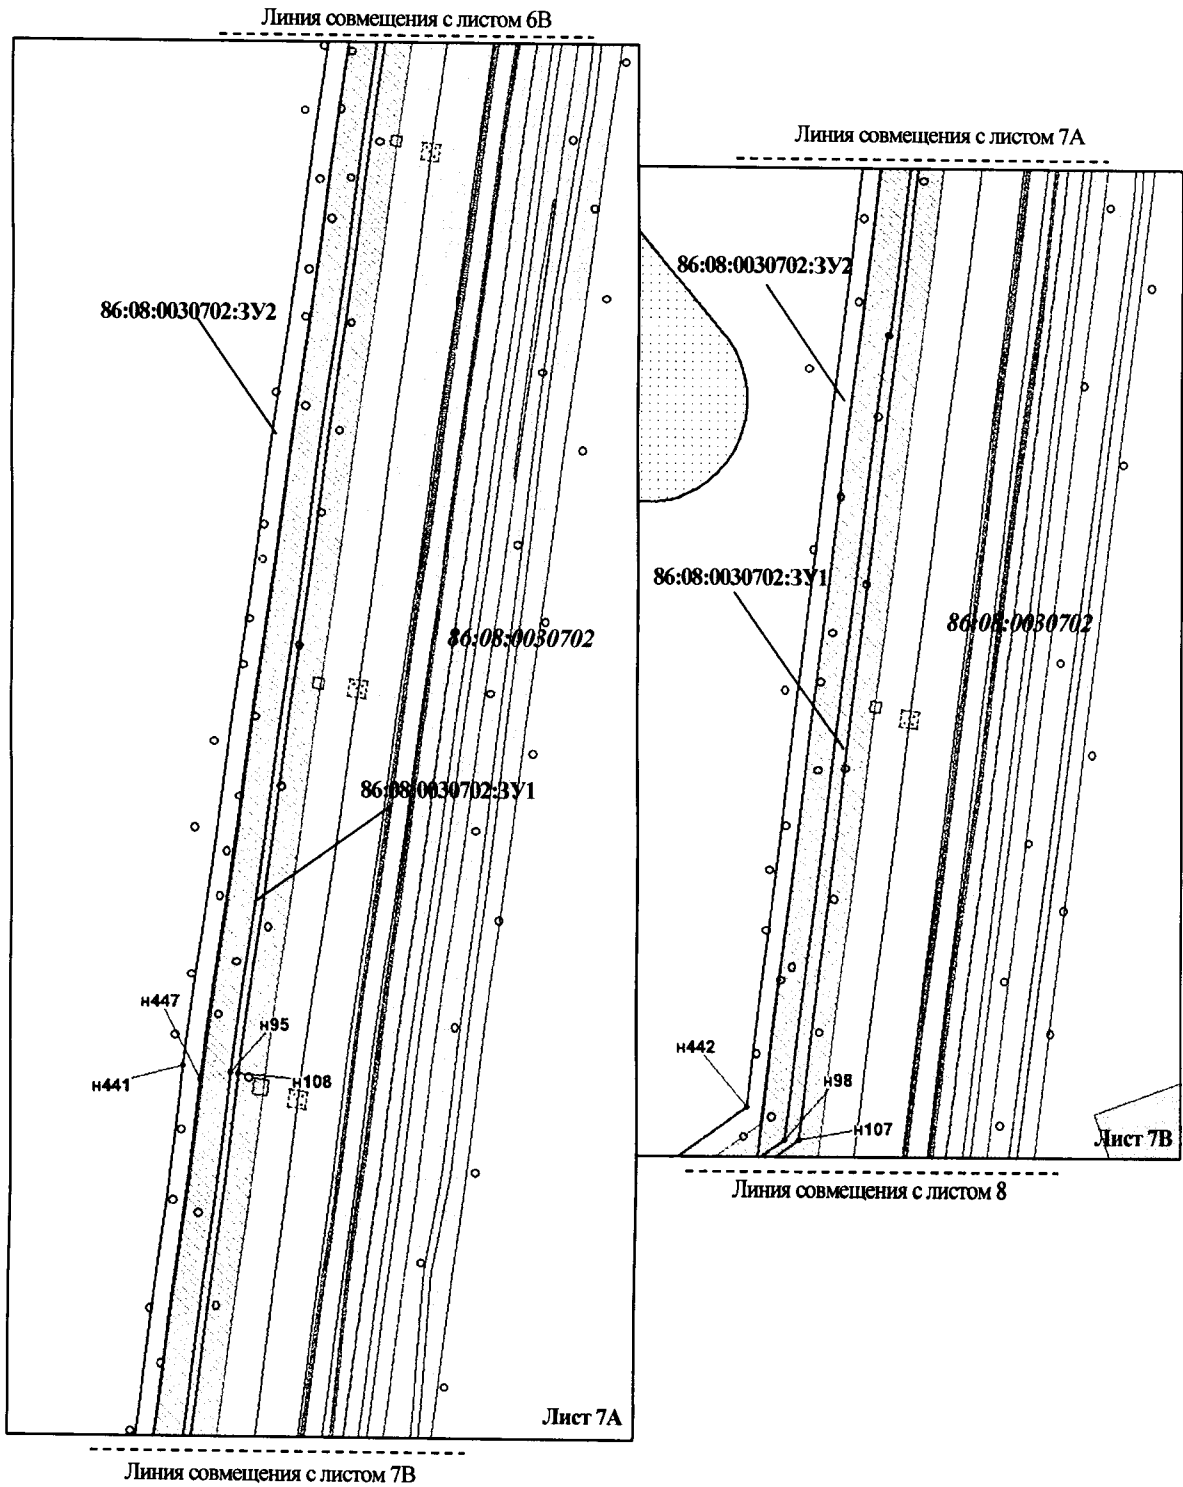 Линия совмещения с листом 6В
86:08:0030702:ЗУ2
86:08:0030702
86:08:0030702:ЗУ1
н447
н95
н441
н108
Лист 7А
Линия совмещения с листом 7В
Линия совмещения с листом 7А
86:08:0030702:ЗУ2
86:08:0030702:ЗУ1
86:08:0030702
н442
н98
н107
Лист 7В
Линия совмещения с листом 8